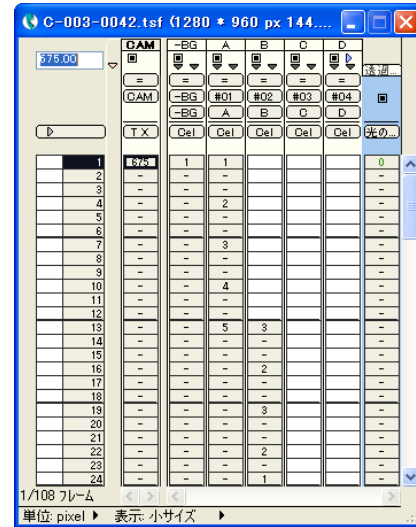 C-003-0042.tsf (1280 * 960 px 144....
CAM -BG A B C D
675.00
透過...
= = = = = =
CAM -BG #01 #02 #03 #04
-BG A B C D
TX Cel Cel Cel Cel Cel 光の...
1 675 1 1 0
2 - - - -
3 - - - -
4 - - 2 -
5 - - - -
6 - - - -
7 - - 3 -
8 - - - -
9 - - - -
10 - - 4 -
11 - - - -
12 - - - -
13 - - 5 3 -
14 - - - - -
15 - - - - -
16 - - - 2 -
17 - - - - -
18 - - - - -
19 - - - 3 -
20 - - - - -
21 - - - - -
22 - - - 2 -
23 - - - - -
24 - - - 1 -
1/108 フレーム
単位: pixel 表示: 小サイズ